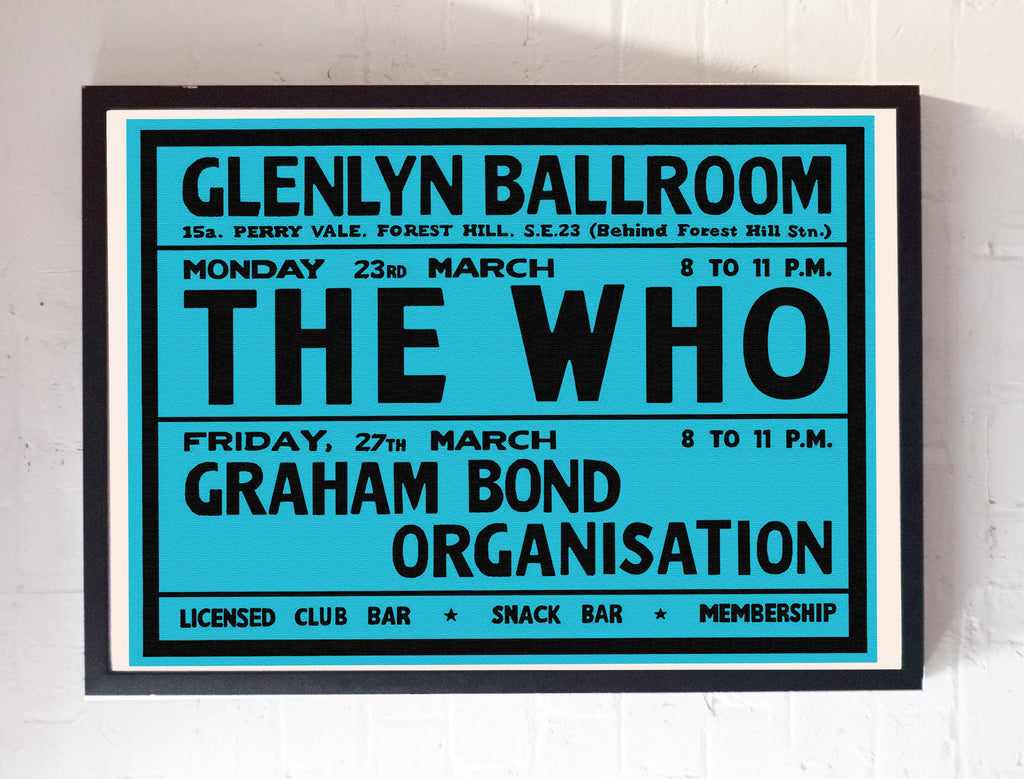 GLENLYN BALLROOM
15a. PERRY VALE. FOREST HILL. S.E.23 (Behind Forest Hill Stn.)
MONDAY 23RD MARCH 8 TO 11 P.M.
THE WHO
FRIDAY, 27TH MARCH 8 TO 11 P.M.
GRAHAM BOND
ORGANISATION
LICENSED CLUB BAR ★ SNACK BAR ★ MEMBERSHIP